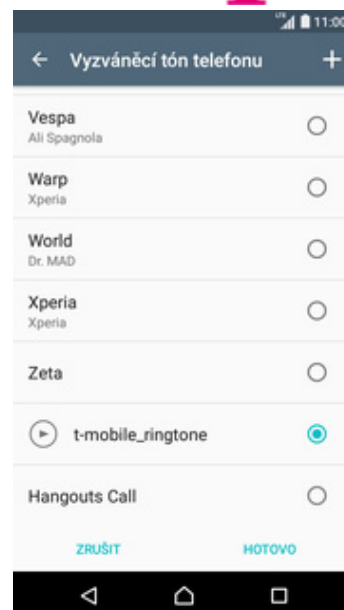 LTE 11:00
Vyzváněcí tón telefonu
Vespa
Ali Spagnola
Warp
Xperia
World
Dr. MAD
Xperia
Xperia
Zeta
t-mobile_ringtone
Hangouts Call
ZRUŠIT HOTOVO